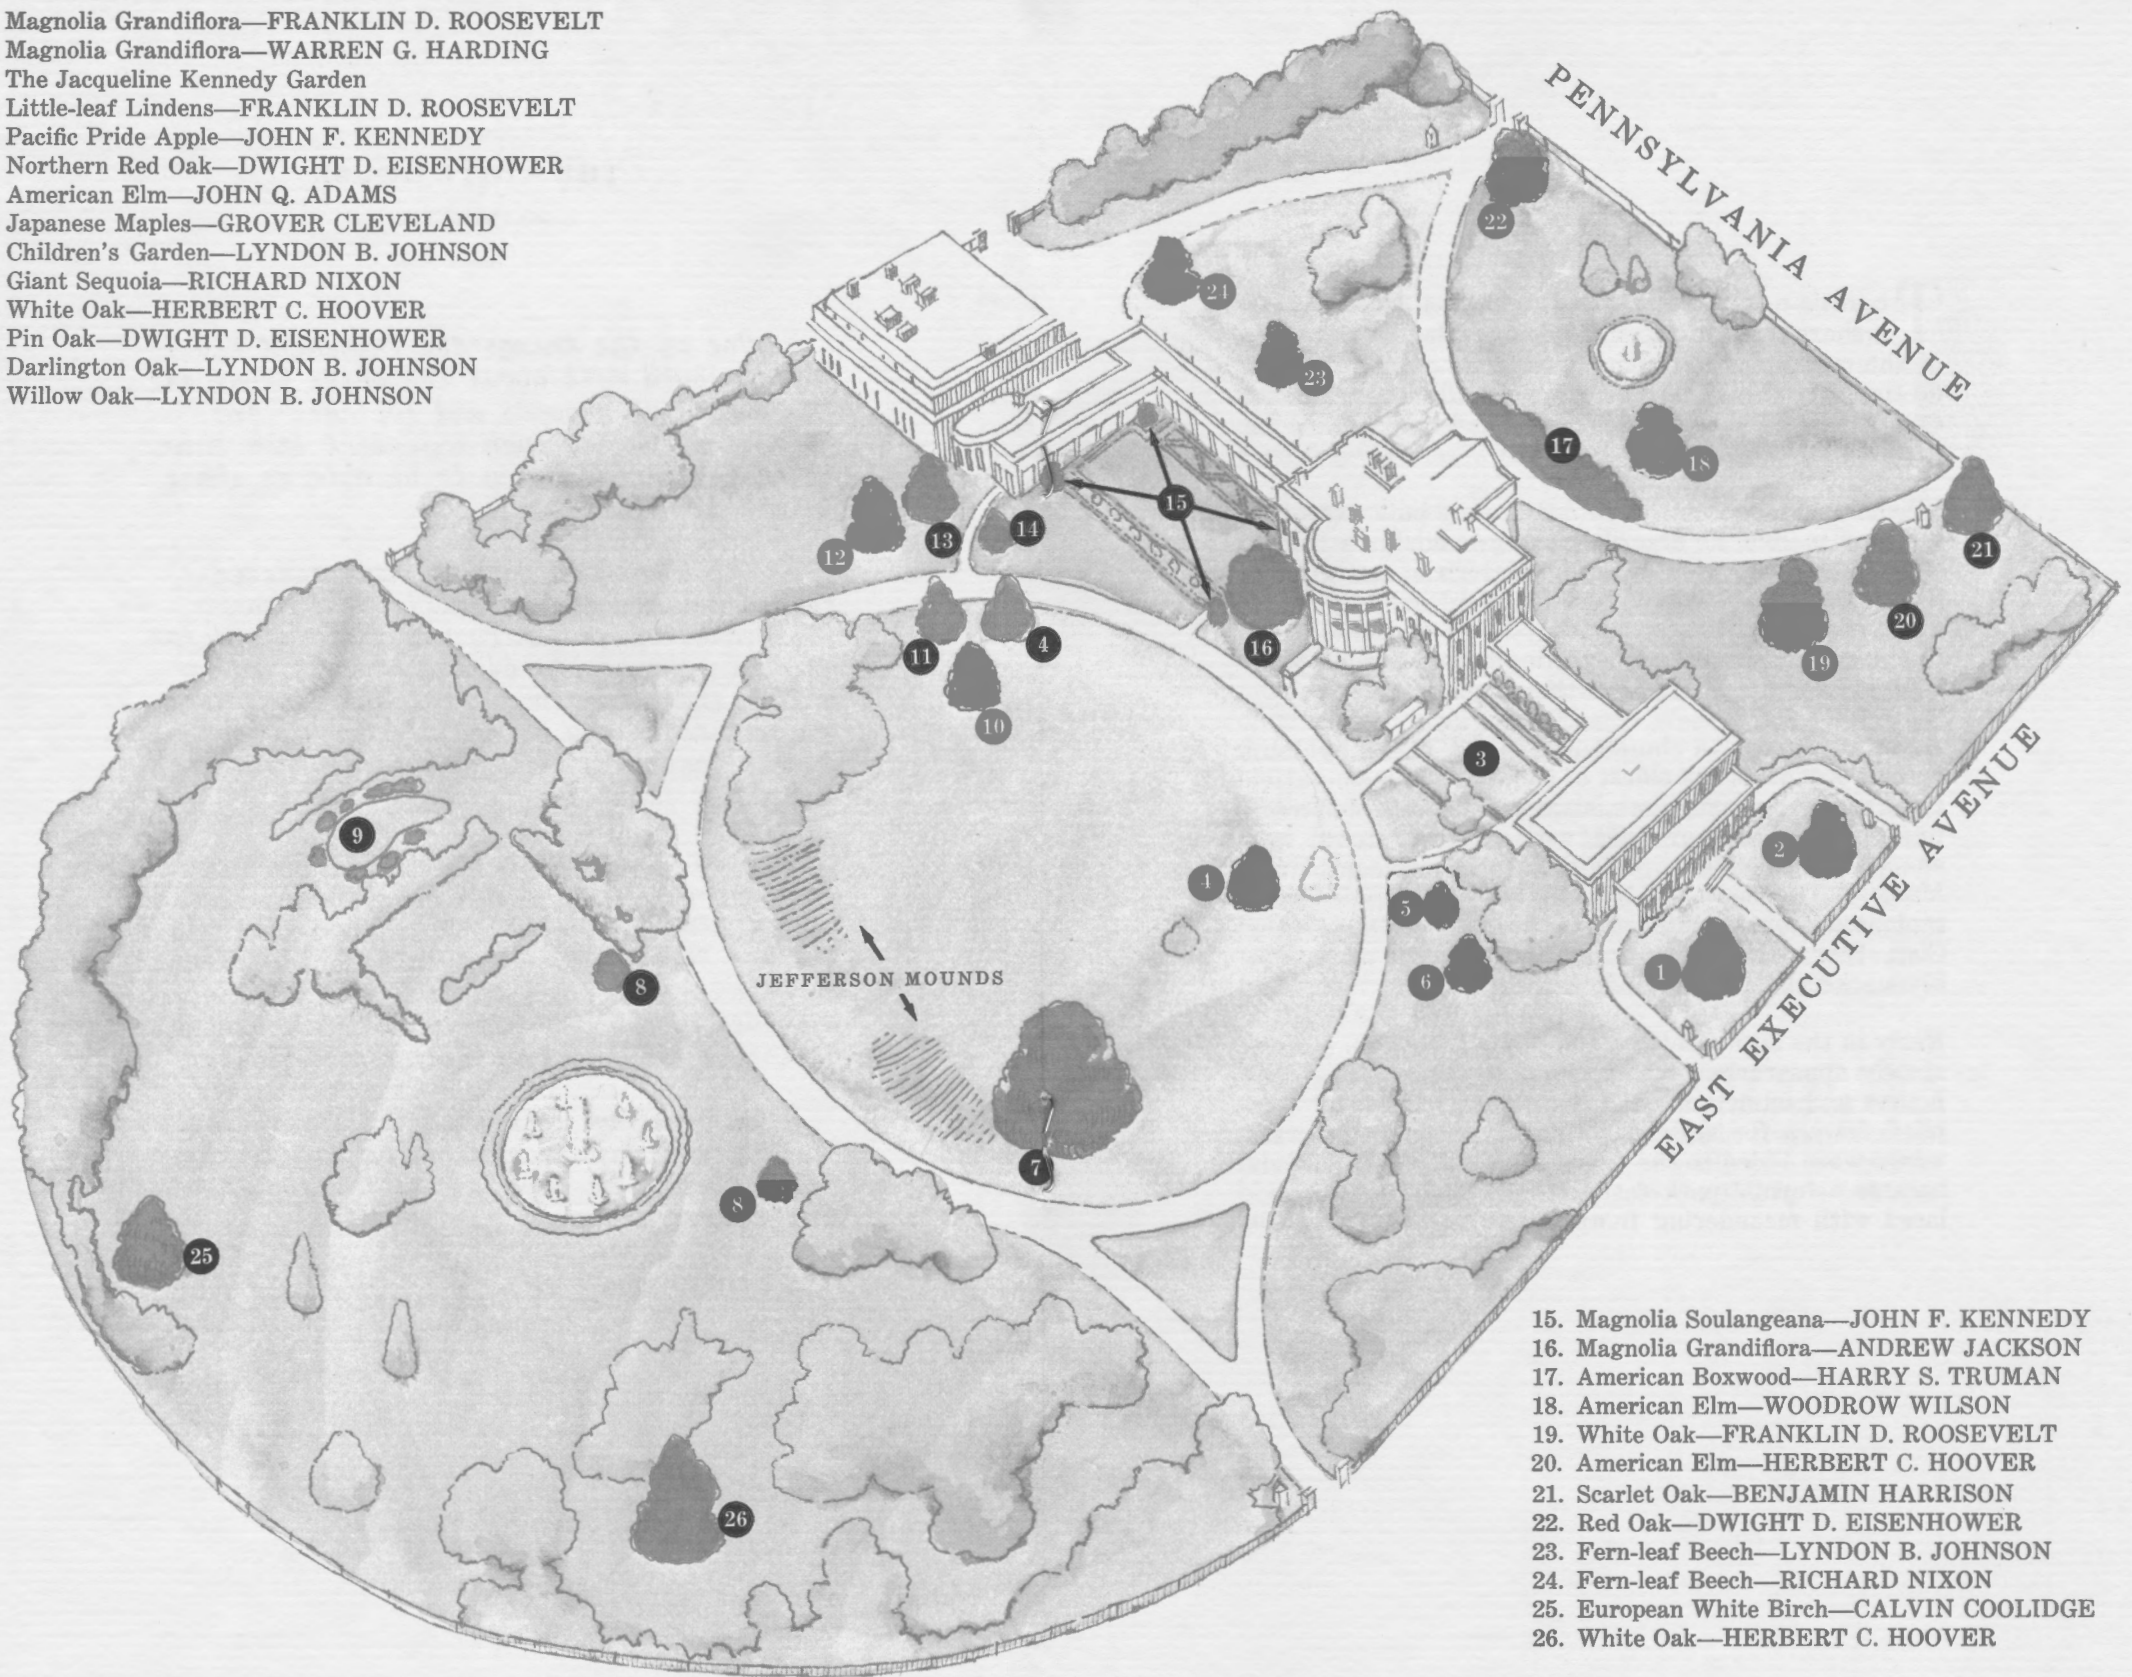 Magnolia Grandiflora—FRANKLIN D. ROOSEVELT
Magnolia Grandiflora—WARREN G. HARDING
The Jacqueline Kennedy Garden
Little-leaf Lindens—FRANKLIN D. ROOSEVELT
Pacific Pride Apple—JOHN F. KENNEDY
Northern Red Oak—DWIGHT D. EISENHOWER
American Elm—JOHN Q. ADAMS
Japanese Maples—GROVER CLEVELAND
Children's Garden—LYNDON B. JOHNSON
Giant Sequoia—RICHARD NIXON
White Oak—HERBERT C. HOOVER
Pin Oak—DWIGHT D. EISENHOWER
Darlington Oak—LYNDON B. JOHNSON
Willow Oak—LYNDON B. JOHNSON
PENNSYLVANIA AVENUE
22
24
23
17
18
15
14
13
12
21
20
19
16
11
4
10
3
9
2
4
5
1
6
8
JEFFERSON MOUNDS
EAST EXECUTIVE AVENUE
7
8
25
26
15. Magnolia Soulangeana—JOHN F. KENNEDY
16. Magnolia Grandiflora—ANDREW JACKSON
17. American Boxwood—HARRY S. TRUMAN
18. American Elm—WOODROW WILSON
19. White Oak—FRANKLIN D. ROOSEVELT
20. American Elm—HERBERT C. HOOVER
21. Scarlet Oak—BENJAMIN HARRISON
22. Red Oak—DWIGHT D. EISENHOWER
23. Fern-leaf Beech—LYNDON B. JOHNSON
24. Fern-leaf Beech—RICHARD NIXON
25. European White Birch—CALVIN COOLIDGE
26. White Oak—HERBERT C. HOOVER